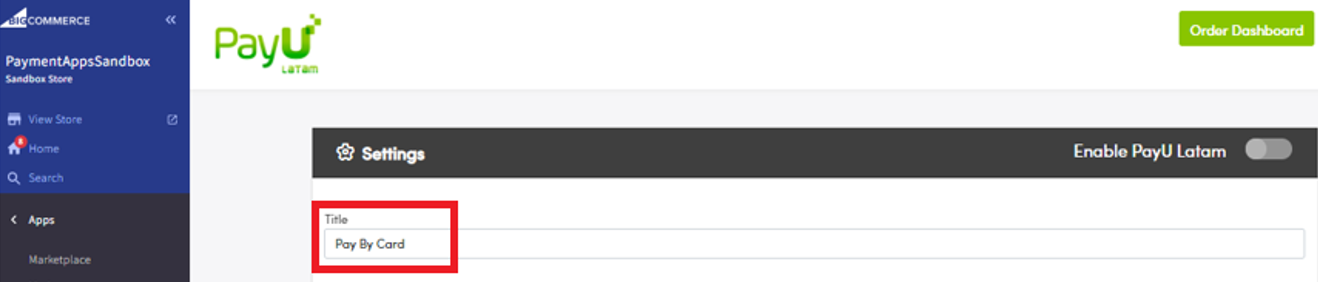 BIGCOMMERCE
«
PaymentAppsSandbox
Sandbox Store
View Store
8
Home
Search
Apps
Marketplace
PayU
LATAM
Order Dashboard
Settings
Enable PayU Latam
Title
Pay By Card